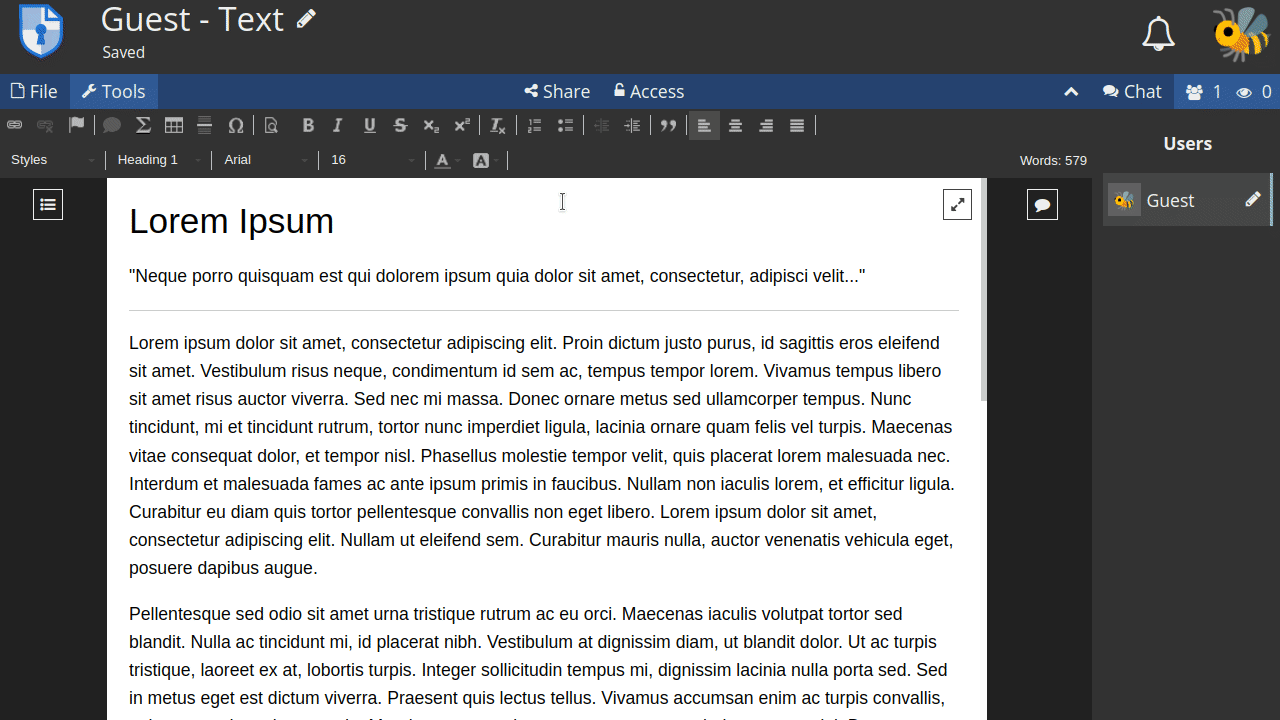 Guest - Text
Saved
File Tools Share Access Chat 1 0
Styles Heading 1 Arial 16 Words: 579
Users
Guest
Lorem Ipsum
"Neque porro quisquam est qui dolorem ipsum quia dolor sit amet, consectetur, adipisci velit..."
Lorem ipsum dolor sit amet, consectetur adipiscing elit. Proin dictum justo purus, id sagittis eros eleifend
sit amet. Vestibulum risus neque, condimentum id sem ac, tempus tempor lorem. Vivamus tempus libero
sit amet risus auctor viverra. Sed nec mi massa. Donec ornare metus sed ullamcorper tempus. Nunc
tincidunt, mi et tincidunt rutrum, tortor nunc imperdiet ligula, lacinia ornare quam felis vel turpis. Maecenas
vitae consequat dolor, et tempor nisl. Phasellus molestie tempor velit, quis placerat lorem malesuada nec.
Interdum et malesuada fames ac ante ipsum primis in faucibus. Nullam non iaculis lorem, et efficitur ligula.
Curabitur eu diam quis tortor pellentesque convallis non eget libero. Lorem ipsum dolor sit amet,
consectetur adipiscing elit. Nullam ut eleifend sem. Curabitur mauris nulla, auctor venenatis vehicula eget,
posuere dapibus augue.
Pellentesque sed odio sit amet urna tristique rutrum ac eu orci. Maecenas iaculis volutpat tortor sed
blandit. Nulla ac tincidunt mi, id placerat nibh. Vestibulum at dignissim diam, ut blandit dolor. Ut ac turpis
tristique, laoreet ex at, lobortis turpis. Integer sollicitudin tempus mi, dignissim lacinia nulla porta sed. Sed
in metus eget est dictum viverra. Praesent quis lectus tellus. Vivamus accumsan enim ac turpis convallis,